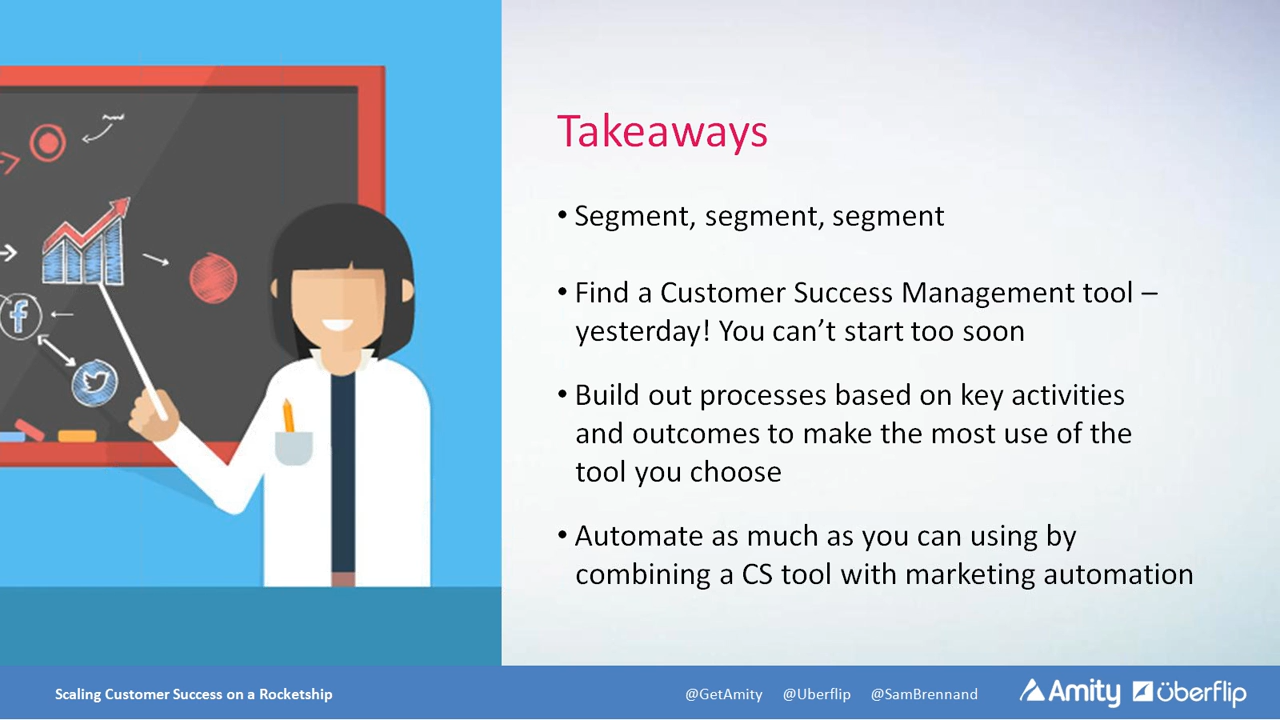 Takeaways
• Segment, segment, segment
• Find a Customer Success Management tool –
yesterday! You can’t start too soon
• Build out processes based on key activities
and outcomes to make the most use of the
tool you choose
• Automate as much as you can using by
combining a CS tool with marketing automation
Scaling Customer Success on a Rocketship @GetAmity @Uberflip @SamBrennand Amity überflip